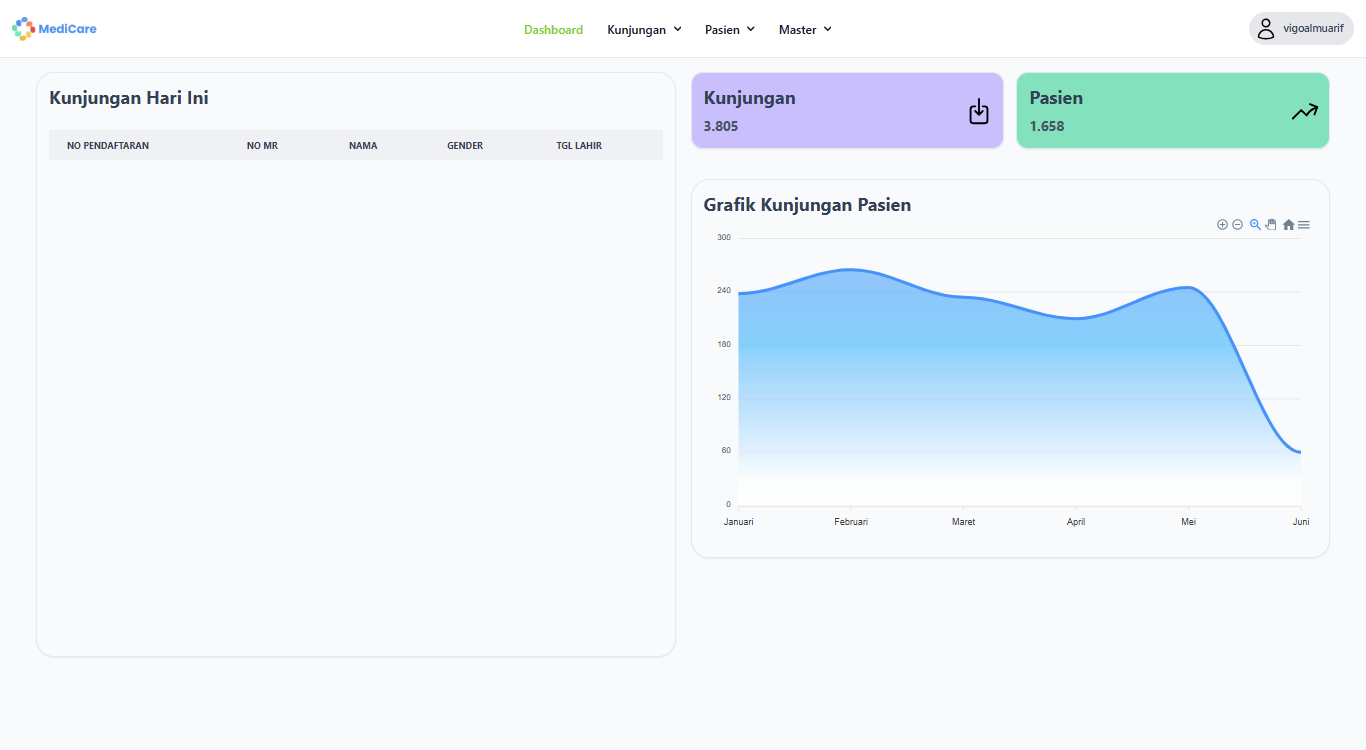 MediCare
Dashboard Kunjungan Pasien Master
vigoalmuarif
Kunjungan Hari Ini
NO PENDAFTARAN NO MR NAMA GENDER TGL LAHIR
Kunjungan
3.805
Pasien
1.658
Grafik Kunjungan Pasien
300
240
180
120
60
0
Januari Februari Maret April Mei Juni